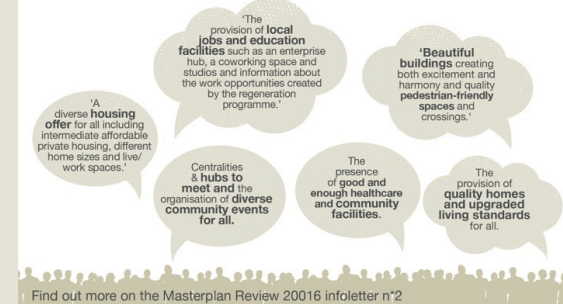 'The
provision of local
jobs and education
facilities such as an enterprise
hub, a coworking space and
studios and information about
the work opportunities created
by the regeneration
programme.'
'Beautiful
buildings creating
both excitement and
harmony and quality
pedestrian-friendly
spaces and
crossings.'
'A
diverse housing
offer for all including
intermediate affordable
private housing, different
home sizes and live/
work spaces.'
Centralities
& hubs to
meet and the
organisation of diverse
community events
for all.
The
presence
of good and
enough healthcare
and community
facilities.
The
provision of
quality homes
and upgraded
living standards
for all.
Find out more on the Masterplan Review 20016 infoletter n°2